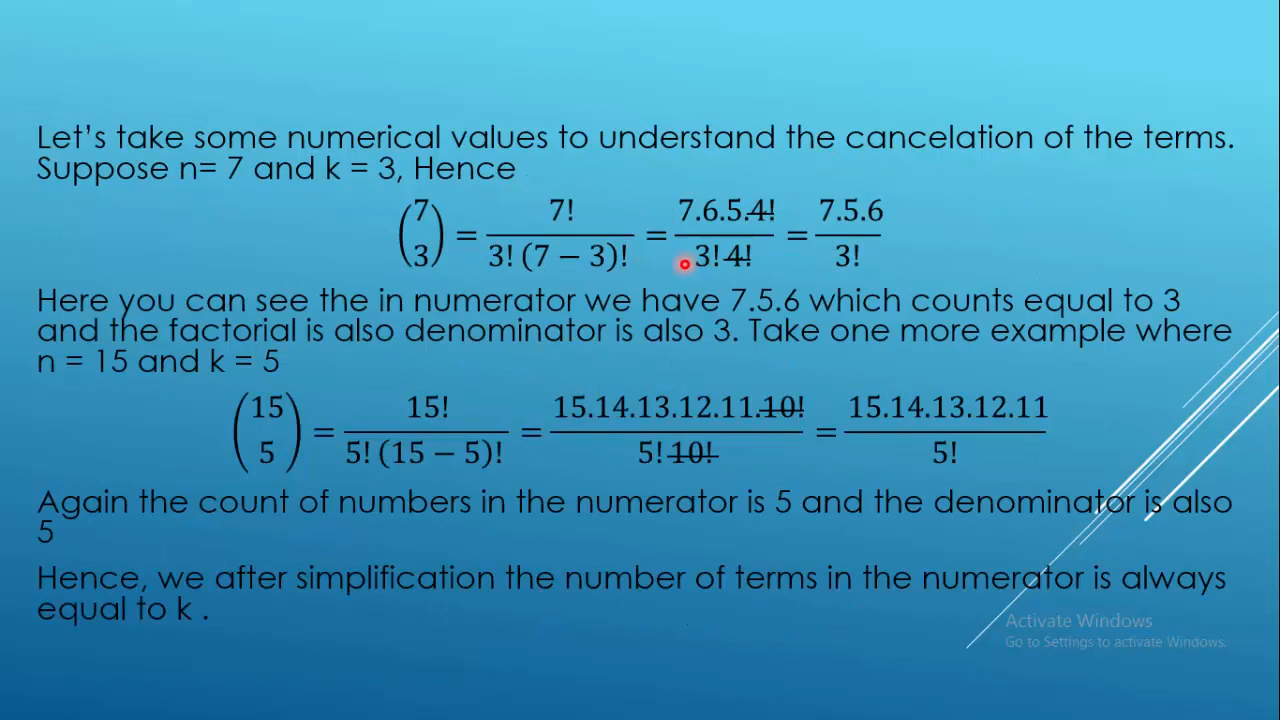 Let's take some numerical values to understand the cancelation of the terms.
Suppose n= 7 and k = 3, Hence
(7 3) = 7! / 3! (7 − 3)! = 7.6.5.4! / 3! 4! = 7.5.6 / 3!
Here you can see the in numerator we have 7.5.6 which counts equal to 3
and the factorial is also denominator is also 3. Take one more example where
n = 15 and k = 5
(15 5) = 15! / 5! (15 − 5)! = 15.14.13.12.11.10! / 5! 10! = 15.14.13.12.11 / 5!
Again the count of numbers in the numerator is 5 and the denominator is also
5
Hence, we after simplification the number of terms in the numerator is always
equal to k .
Activate Windows
Go to Settings to activate Windows.